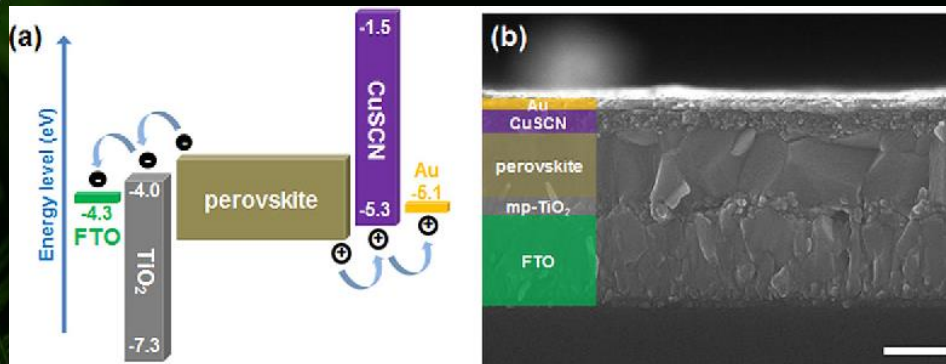 (a)
Energy level (eV)
-4.3
FTO
-4.0
TiO₂
-7.3
perovskite
-1.5
CuSCN
-5.3
Au
-5.1
(b)
Au
CuSCN
perovskite
mp-TiO₂
FTO